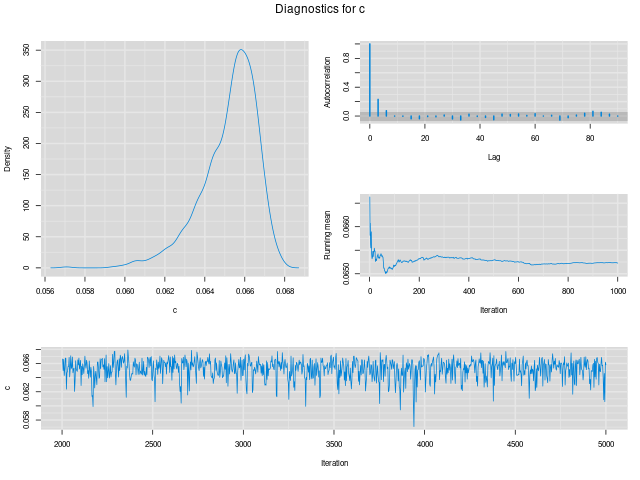 Diagnostics for c
Density
0 50 100 150 200 250 300 350
0.056 0.058 0.060 0.062 0.064 0.066 0.068
c
Autocorrelation
0.0 0.4 0.8
0 20 40 60 80
Lag
Running mean
0.0650 0.0660
0 200 400 600 800 1000
Iteration
c
0.058 0.062 0.066
2000 2500 3000 3500 4000 4500 5000
Iteration